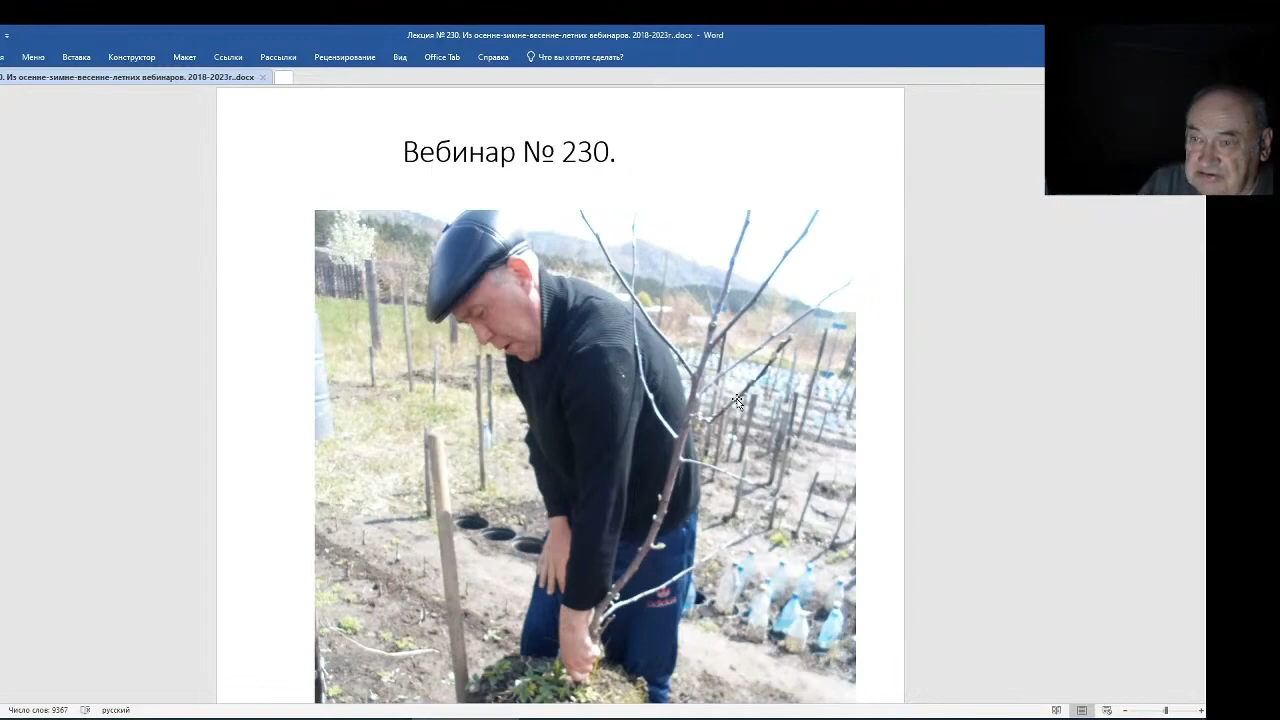 Лекция № 230. Из осенне-зимне-весенне-летних вебинаров. 2018-2023г..docx - Word
Меню Вставка Конструктор Макет Ссылки Рассылки Рецензирование Вид Office Tab Справка Что вы хотите сделать?
0. Из осенне-зимне-весенне-летних вебинаров. 2018-2023г..docx
Вебинар № 230.
adidas
Число слов: 9367 русский